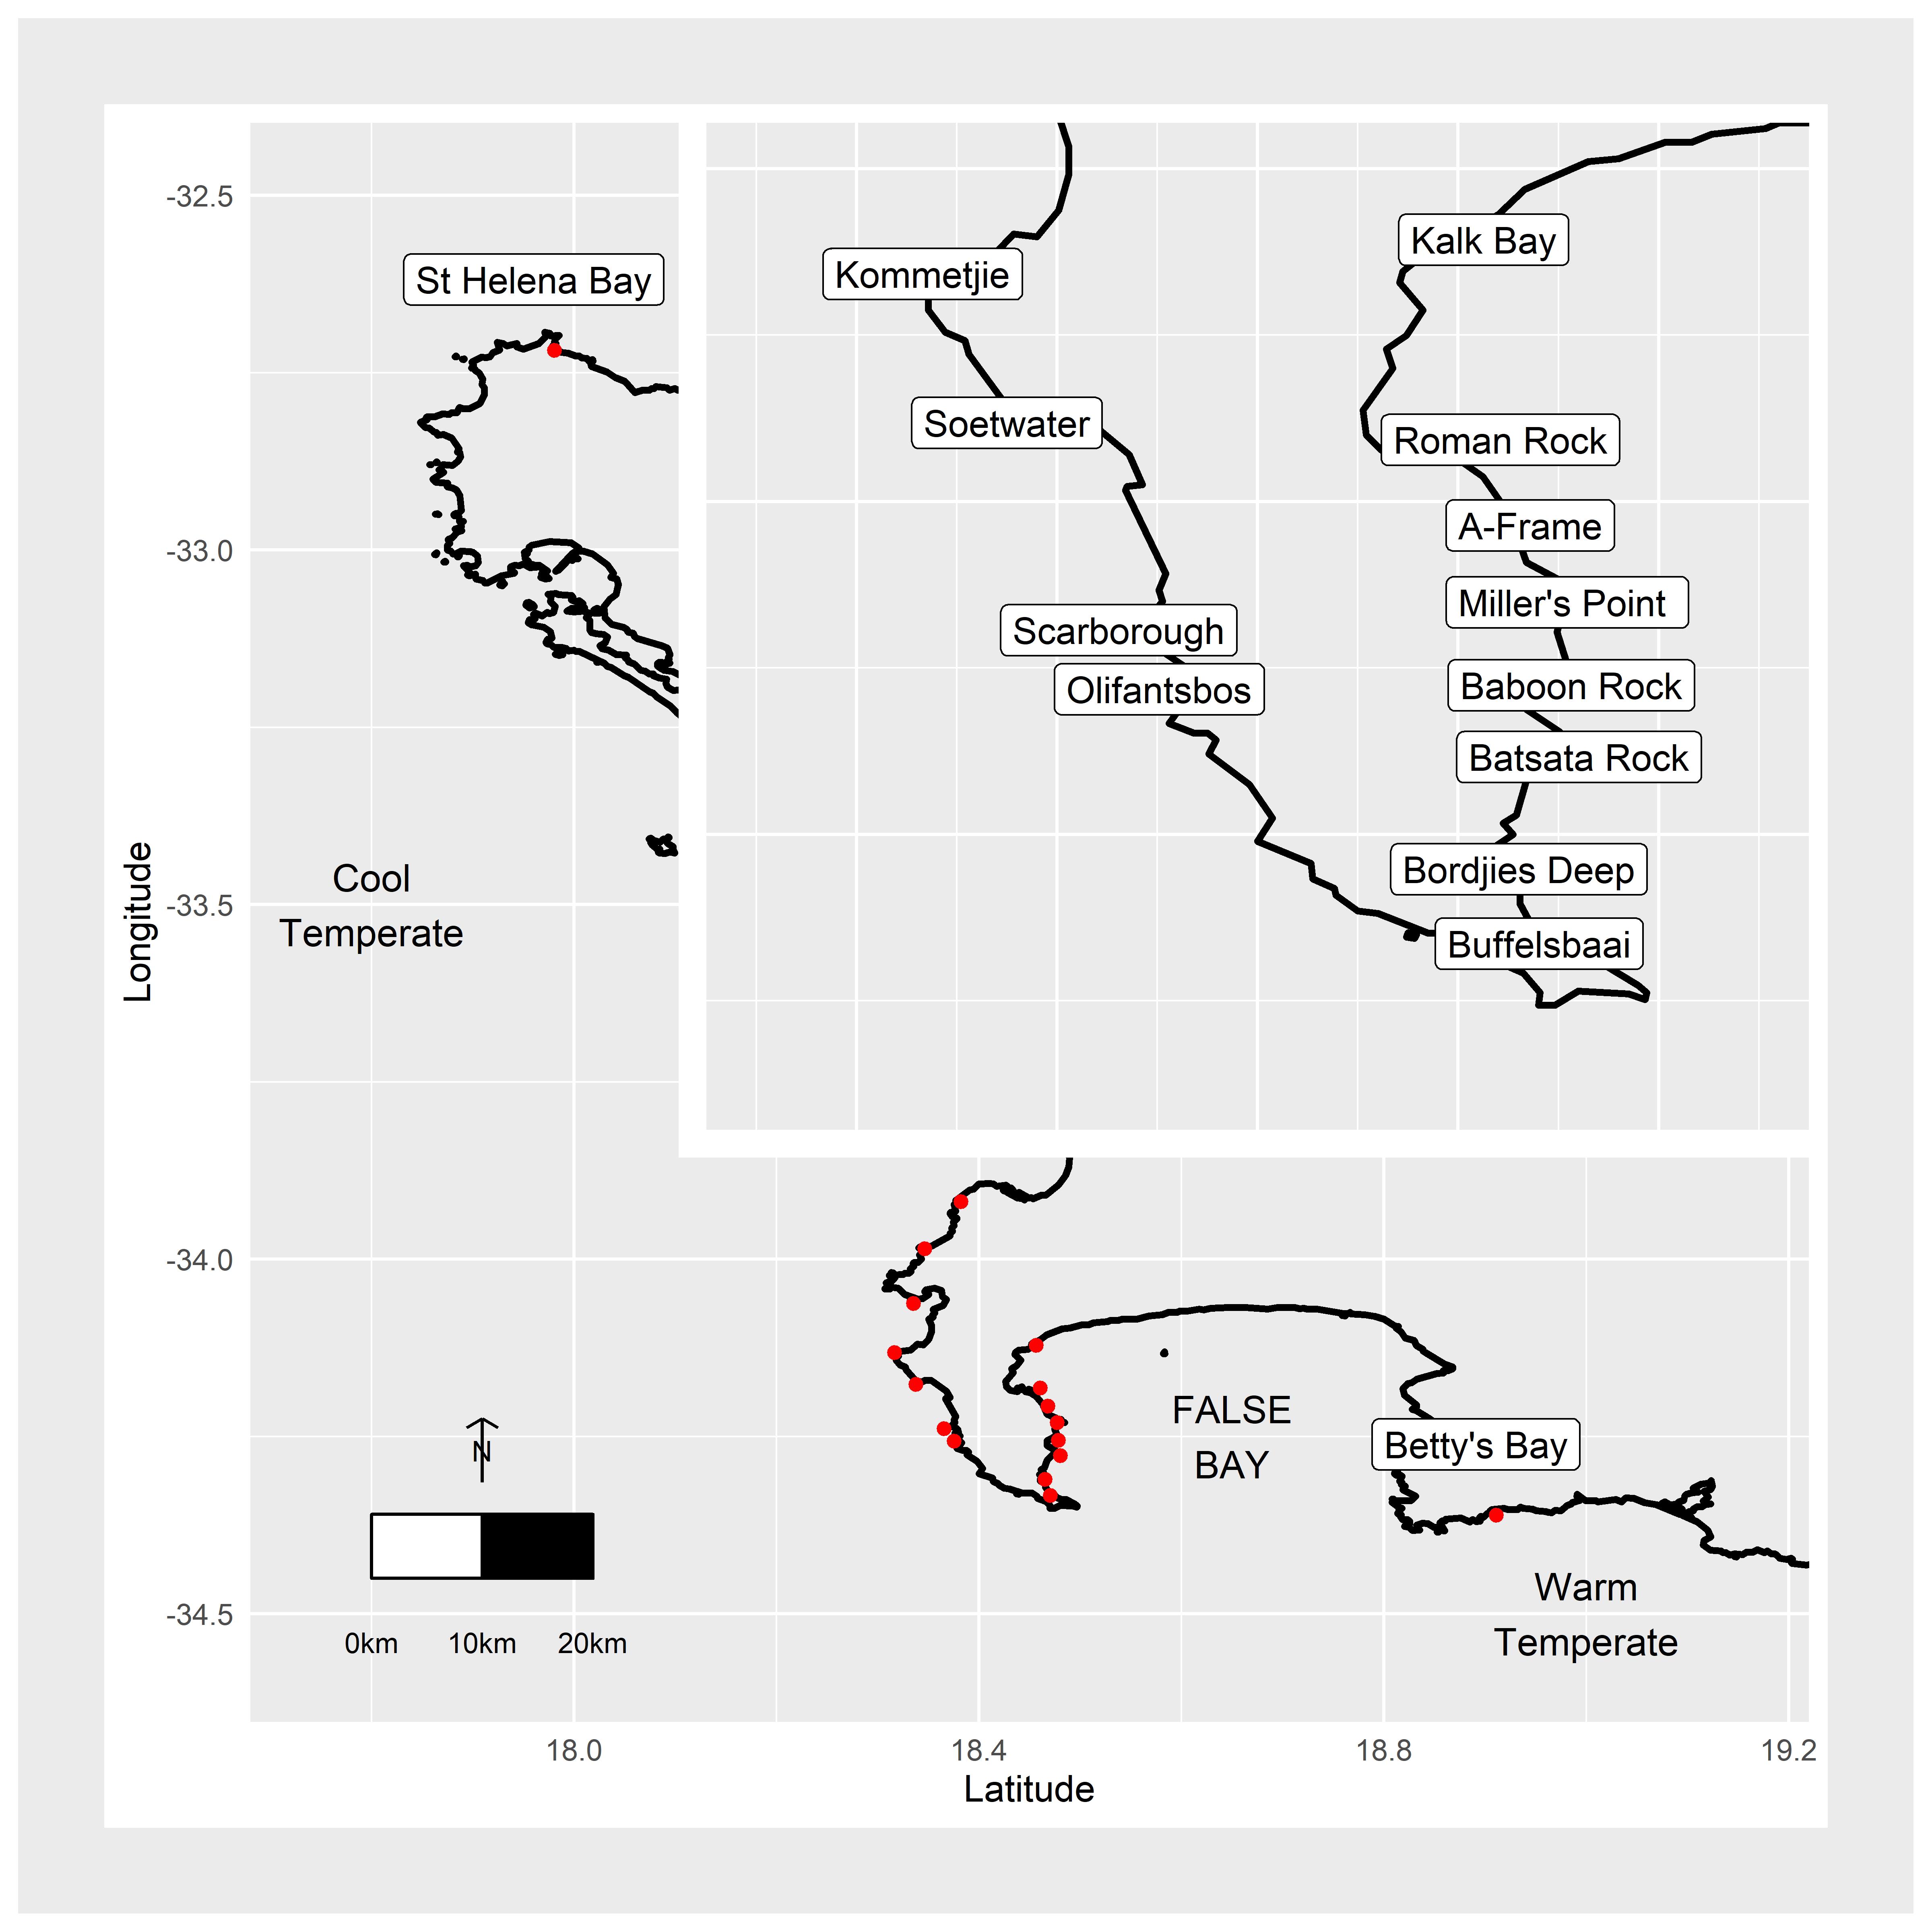 -32.5
-33.0
-33.5
-34.0
-34.5
Longitude
St Helena Bay
Cool
Temperate
Kommetjie
Soetwater
Scarborough
Olifantsbos
Kalk Bay
Roman Rock
A-Frame
Miller's Point
Baboon Rock
Batsata Rock
Bordjies Deep
Buffelsbaai
FALSE
BAY
Betty's Bay
Warm
Temperate
N
0km 10km 20km
18.0 18.4 18.8 19.2
Latitude